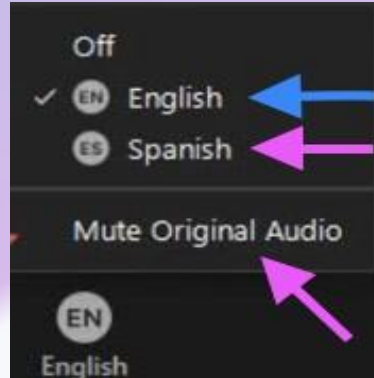 Off
EN English
ES Spanish
Mute Original Audio
EN
English